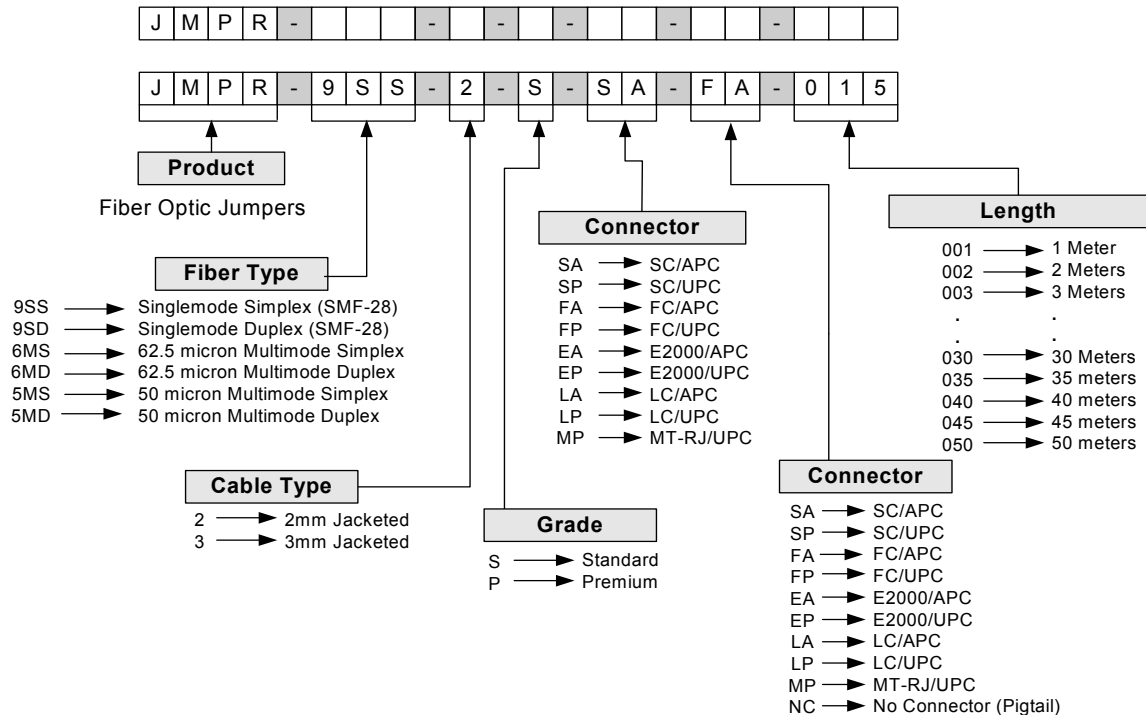 J M P R - - - - - -
J M P R - 9 S S - 2 - S - S A - F A - 0 1 5
Product
Fiber Optic Jumpers
Fiber Type
9SS Singlemode Simplex (SMF-28)
9SD Singlemode Duplex (SMF-28)
6MS 62.5 micron Multimode Simplex
6MD 62.5 micron Multimode Duplex
5MS 50 micron Multimode Simplex
5MD 50 micron Multimode Duplex
Cable Type
2 2mm Jacketed
3 3mm Jacketed
Grade
S Standard
P Premium
Connector
SA SC/APC
SP SC/UPC
FA FC/APC
FP FC/UPC
EA E2000/APC
EP E2000/UPC
LA LC/APC
LP LC/UPC
MP MT-RJ/UPC
Connector
SA SC/APC
SP SC/UPC
FA FC/APC
FP FC/UPC
EA E2000/APC
EP E2000/UPC
LA LC/APC
LP LC/UPC
MP MT-RJ/UPC
NC No Connector (Pigtail)
Length
001 1 Meter
002 2 Meters
003 3 Meters
. .
. .
030 30 Meters
035 35 meters
040 40 meters
045 45 meters
050 50 meters